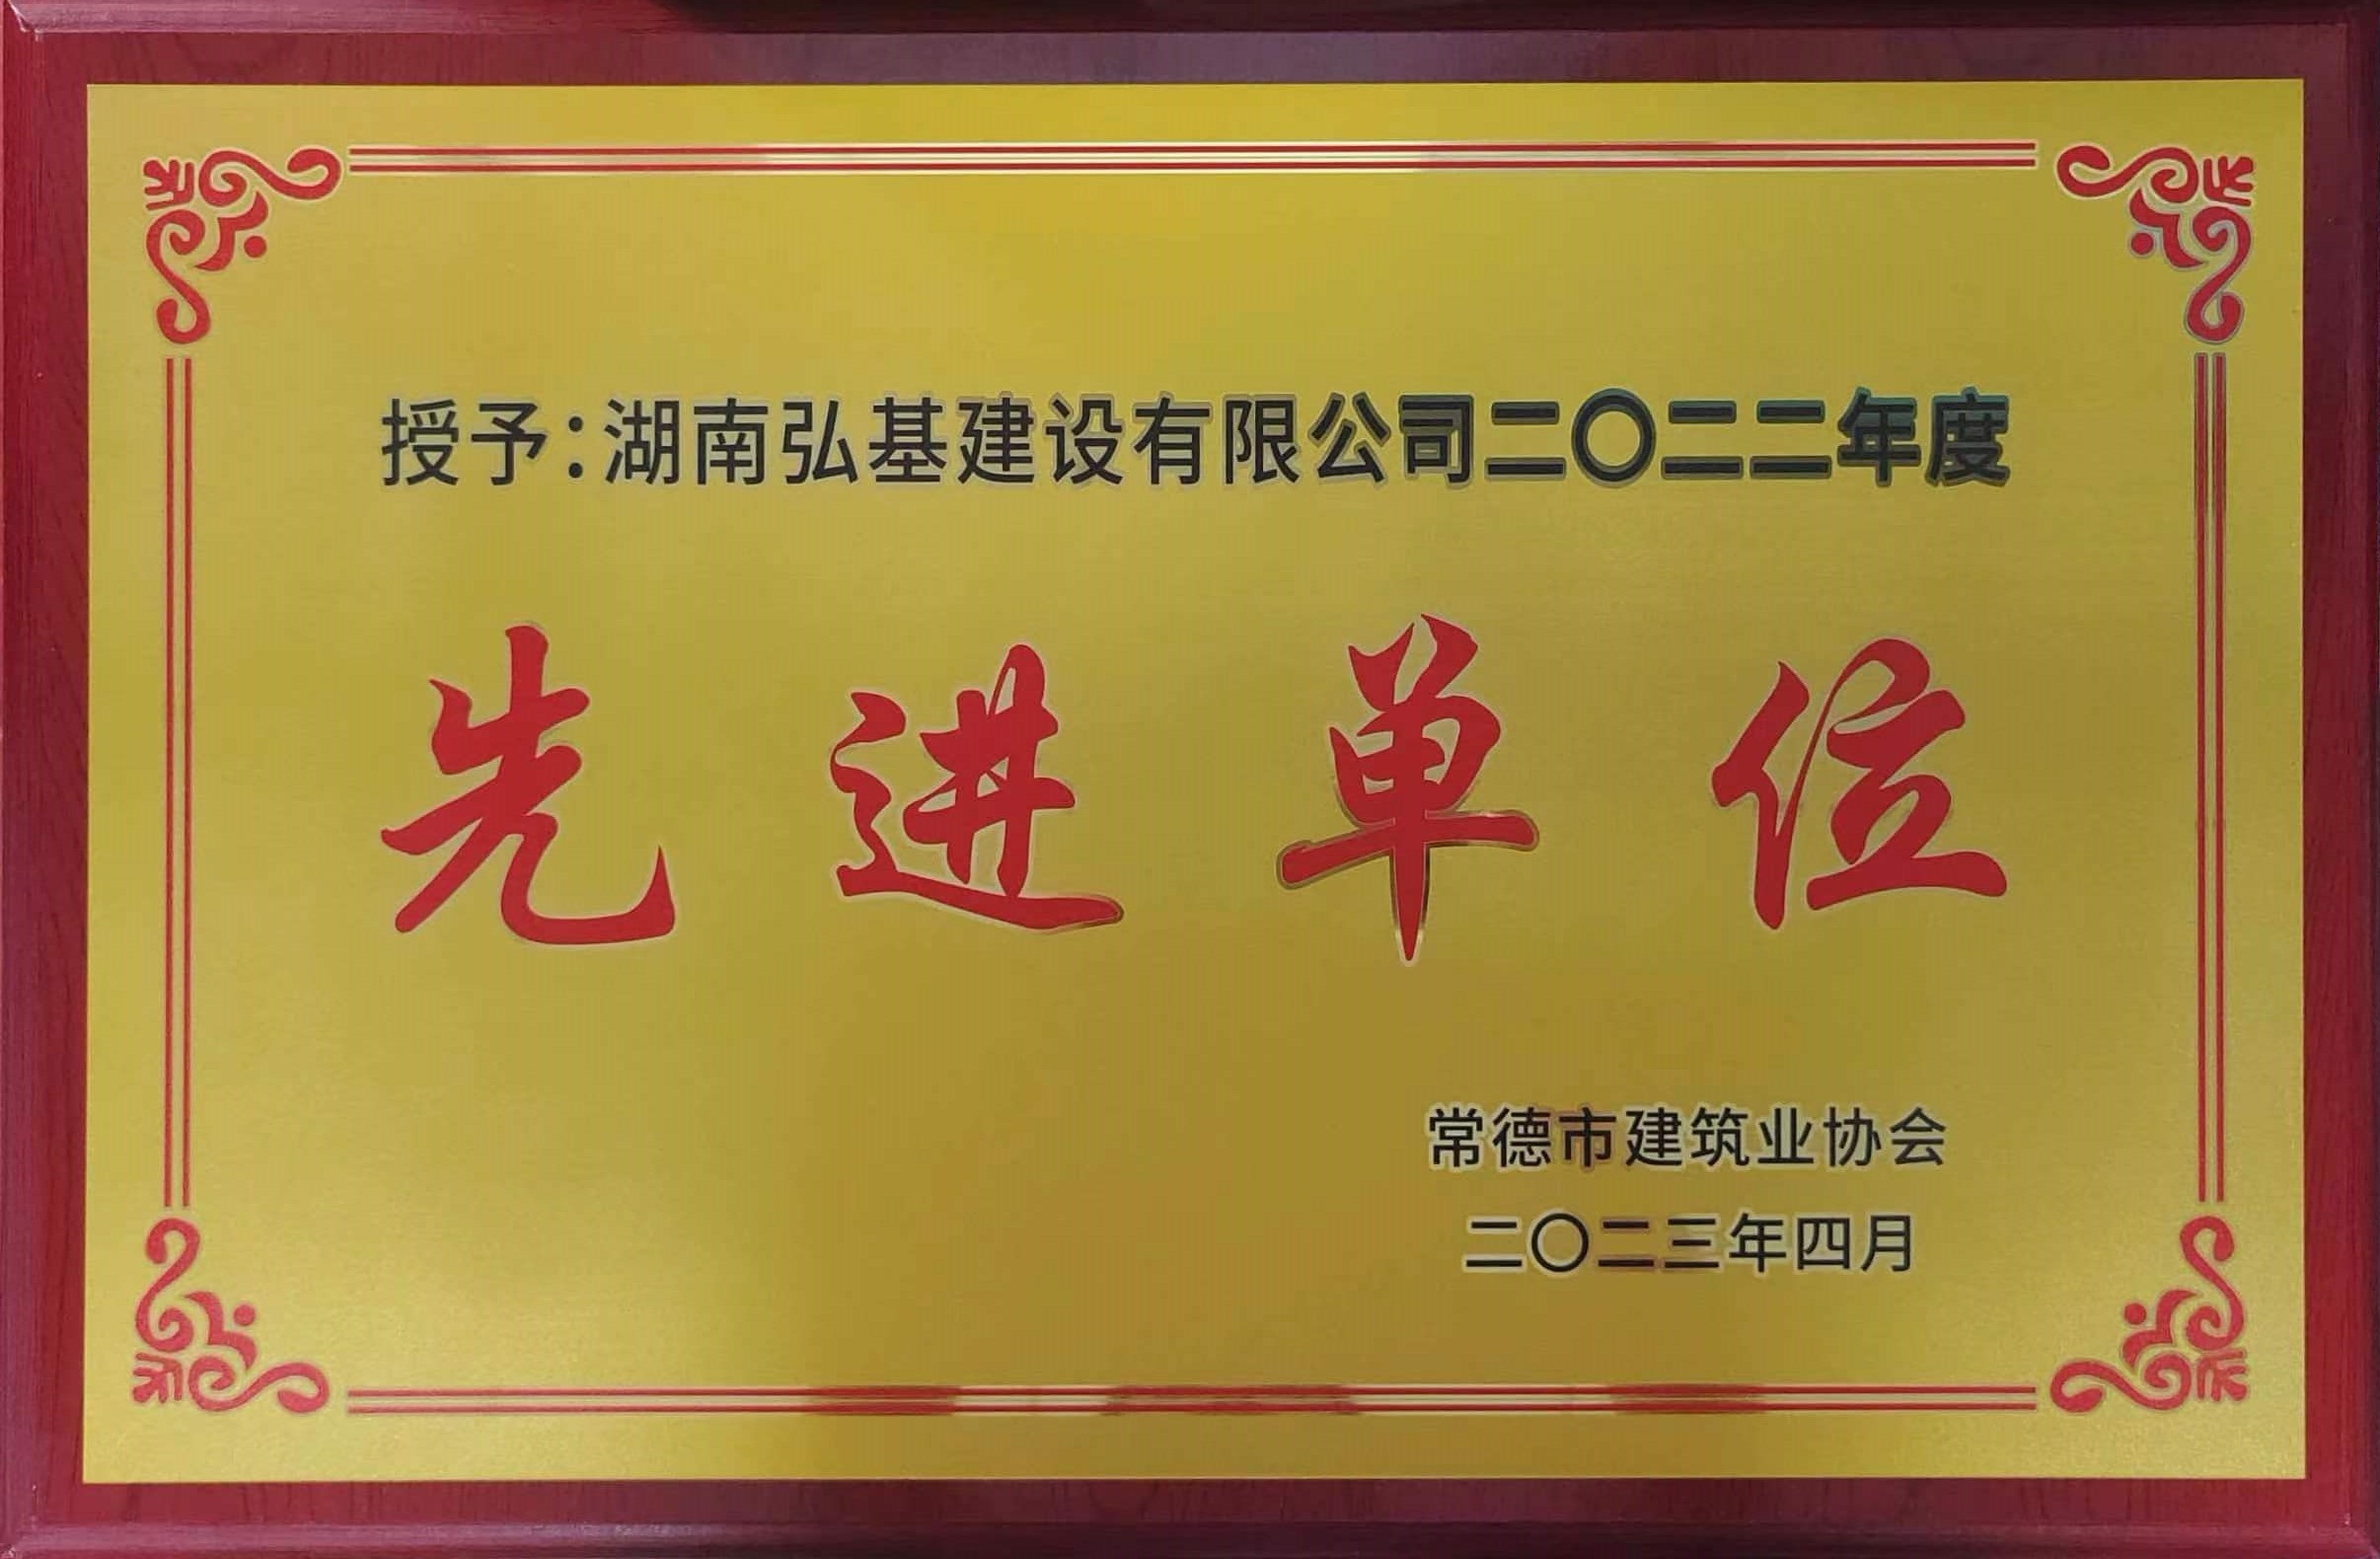 授予:湖南弘基建设有限公司二〇二二年度
先进单位
常德市建筑业协会
二〇二三年四月